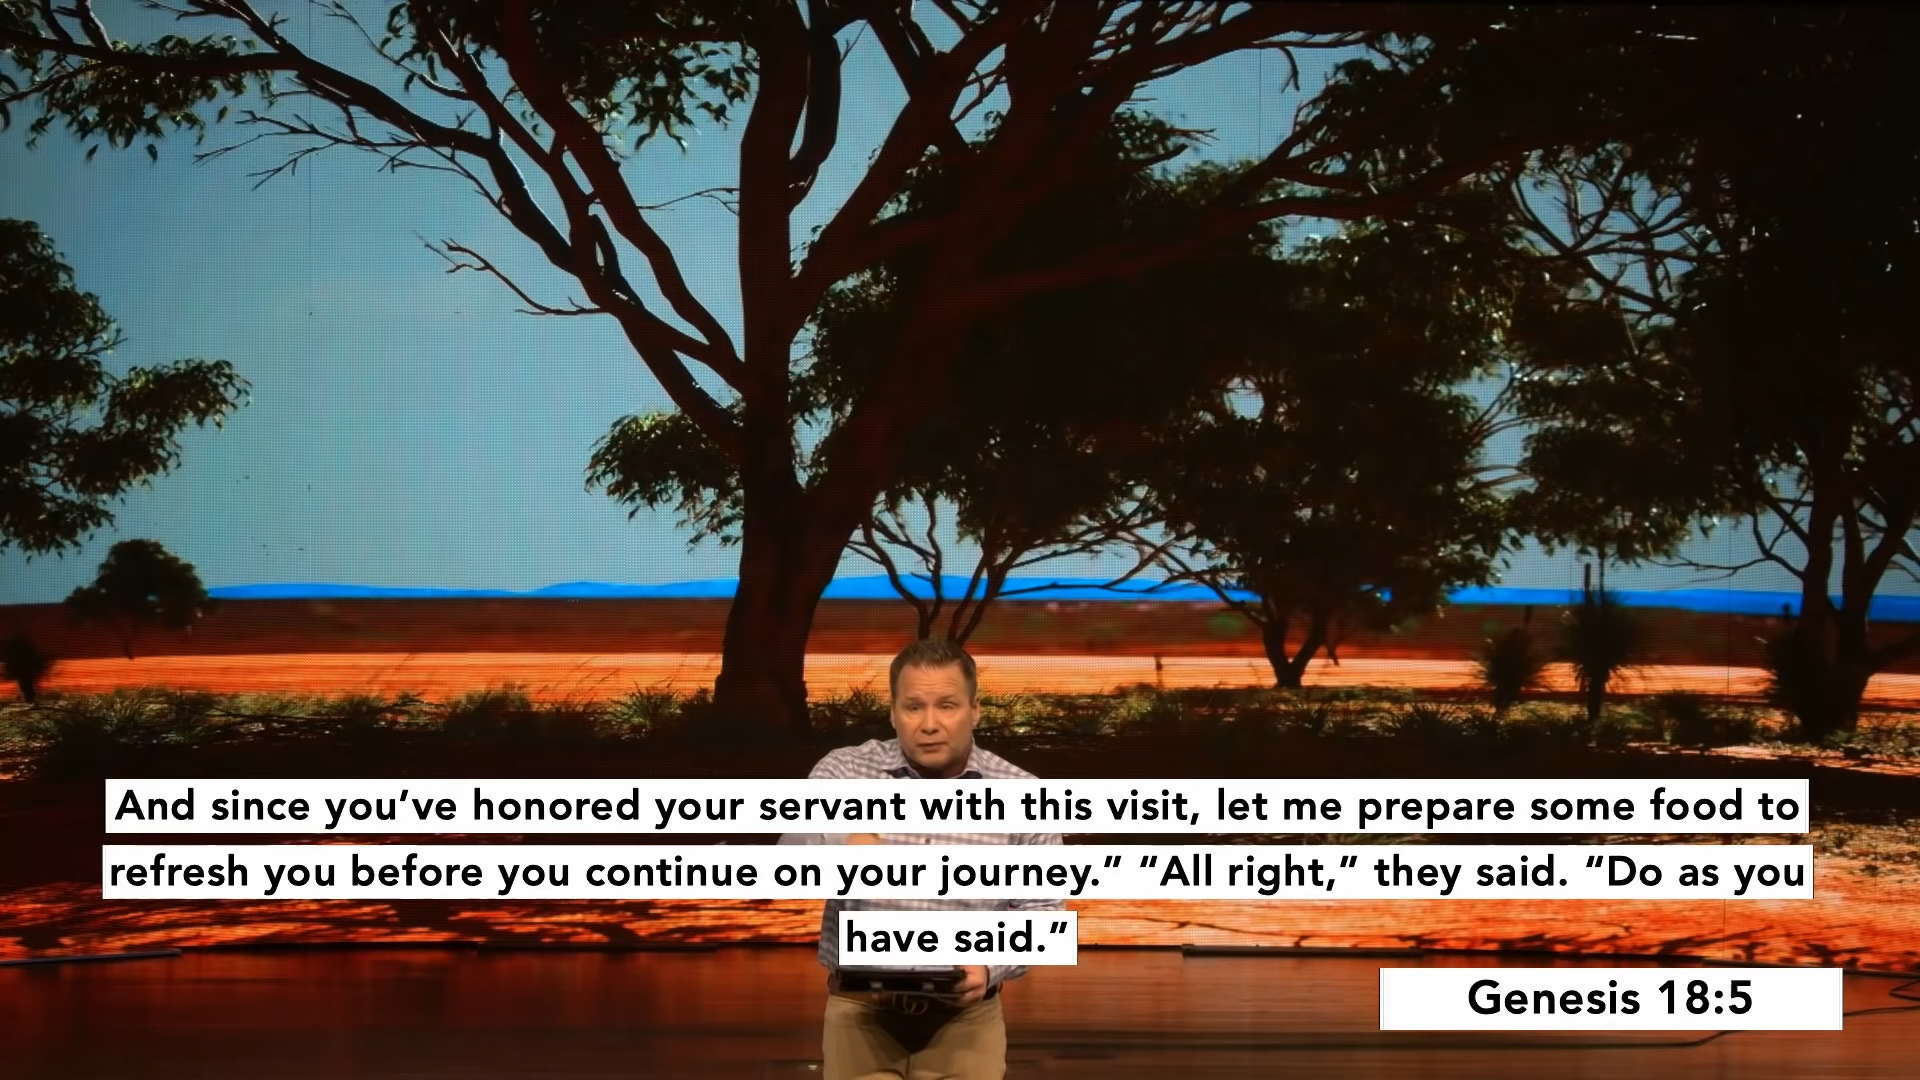 And since you’ve honored your servant with this visit, let me prepare some food to
refresh you before you continue on your journey.” “All right,” they said. “Do as you
have said.”
Genesis 18:5